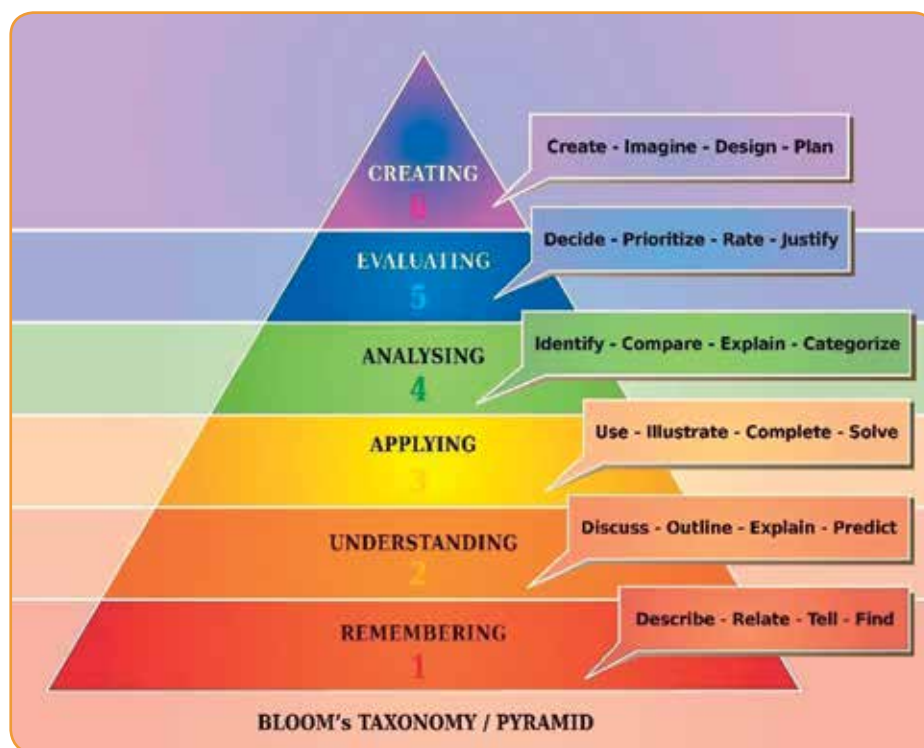 Create - Imagine - Design - Plan
CREATING
Decide - Prioritize - Rate - Justify
EVALUATING
5
Identify - Compare - Explain - Categorize
ANALYSING
4
Use - Illustrate - Complete - Solve
APPLYING
3
Discuss - Outline - Explain - Predict
UNDERSTANDING
2
Describe - Relate - Tell - Find
REMEMBERING
1
BLOOM's TAXONOMY / PYRAMID